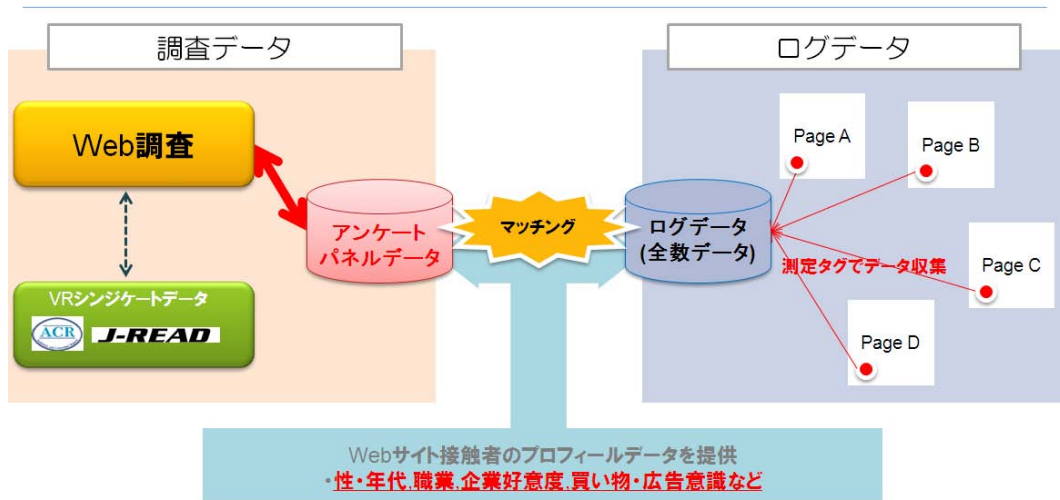 調査データ
ログデータ
Web調査
アンケート
パネルデータ
VRシンジケートデータ
ACR
J-READ
マッチング
ログデータ
(全数データ)
測定タグでデータ収集
Page A
Page B
Page C
Page D
Webサイト接触者のプロフィールデータを提供
・性・年代,職業,企業好意度,買い物・広告意識など